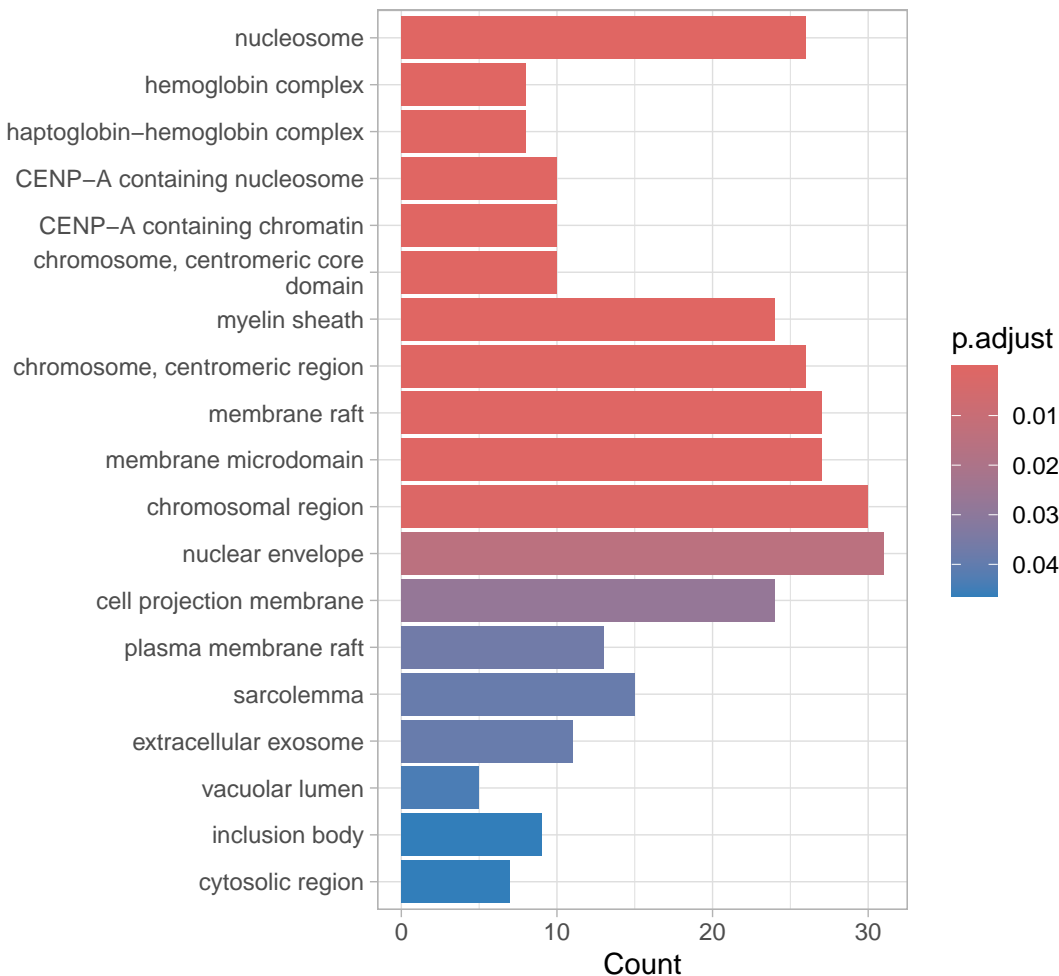 nucleosome
hemoglobin complex
haptoglobin−hemoglobin complex
CENP−A containing nucleosome
CENP−A containing chromatin
chromosome, centromeric core
domain
myelin sheath
chromosome, centromeric region
membrane raft
membrane microdomain
chromosomal region
nuclear envelope
cell projection membrane
plasma membrane raft
sarcolemma
extracellular exosome
vacuolar lumen
inclusion body
cytosolic region
0 10 20 30
Count
p.adjust
0.01
0.02
0.03
0.04